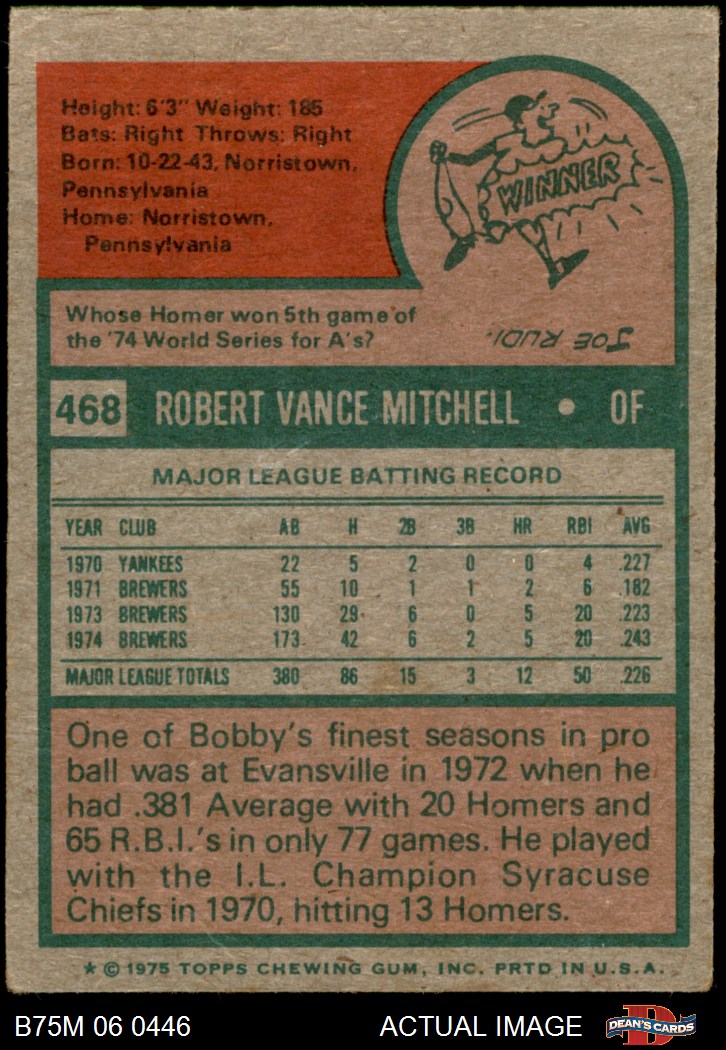 Height: 6'3" Weight: 185
Bats: Right Throws: Right
Born: 10-22-43, Norristown,
Pennsylvania
Home: Norristown,
Pennsylvania
WINNER
Whose Homer won 5th game of
the '74 World Series for A's?
JOE RUDI.
468 ROBERT VANCE MITCHELL • OF
MAJOR LEAGUE BATTING RECORD
YEAR CLUB AB H 2B 3B HR RBI AVG
1970 YANKEES 22 5 2 0 0 4 .227
1971 BREWERS 55 10 1 1 2 6 .182
1973 BREWERS 130 29 6 0 5 20 .223
1974 BREWERS 173 42 6 2 5 20 .243
MAJOR LEAGUE TOTALS 380 86 15 3 12 50 .226
One of Bobby's finest seasons in pro
ball was at Evansville in 1972 when he
had .381 Average with 20 Homers and
65 R.B.I.'s in only 77 games. He played
with the I.L. Champion Syracuse
Chiefs in 1970, hitting 13 Homers.
★ © 1975 TOPPS CHEWING GUM, INC. PRTD IN U.S.A.
B75M 06 0446 ACTUAL IMAGE D DEAN'S CARDS